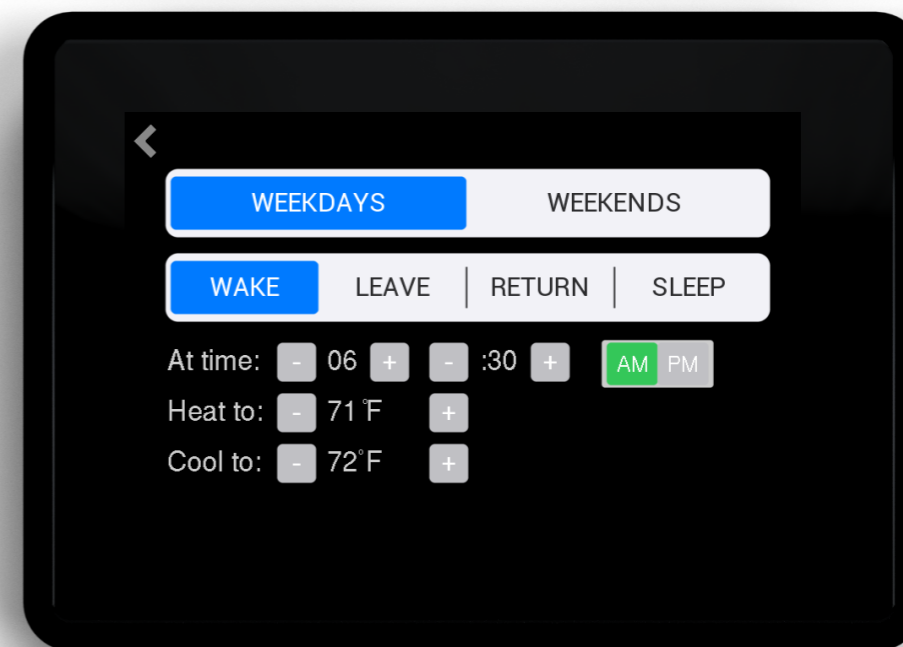 WEEKDAYS WEEKENDS
WAKE LEAVE RETURN SLEEP
At time: - 06 + - :30 + AM PM
Heat to: - 71°F +
Cool to: - 72°F +